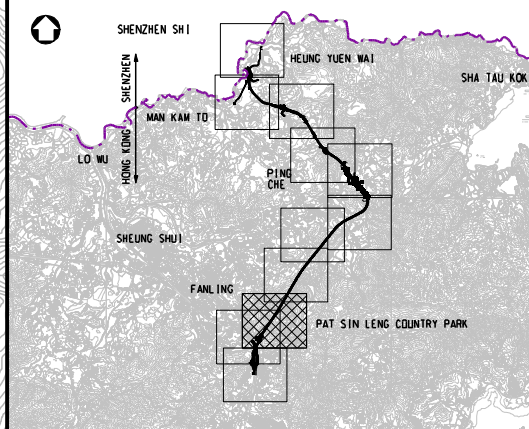 SHENZHEN SHI
HEUNG YUEN WAI
SHA TAU KOK
SHENZHEN
HONG KONG
MAN KAM TO
LO WU
PING
CHE
SHEUNG SHUI
FANLING
PAT SIN LENG COUNTRY PARK